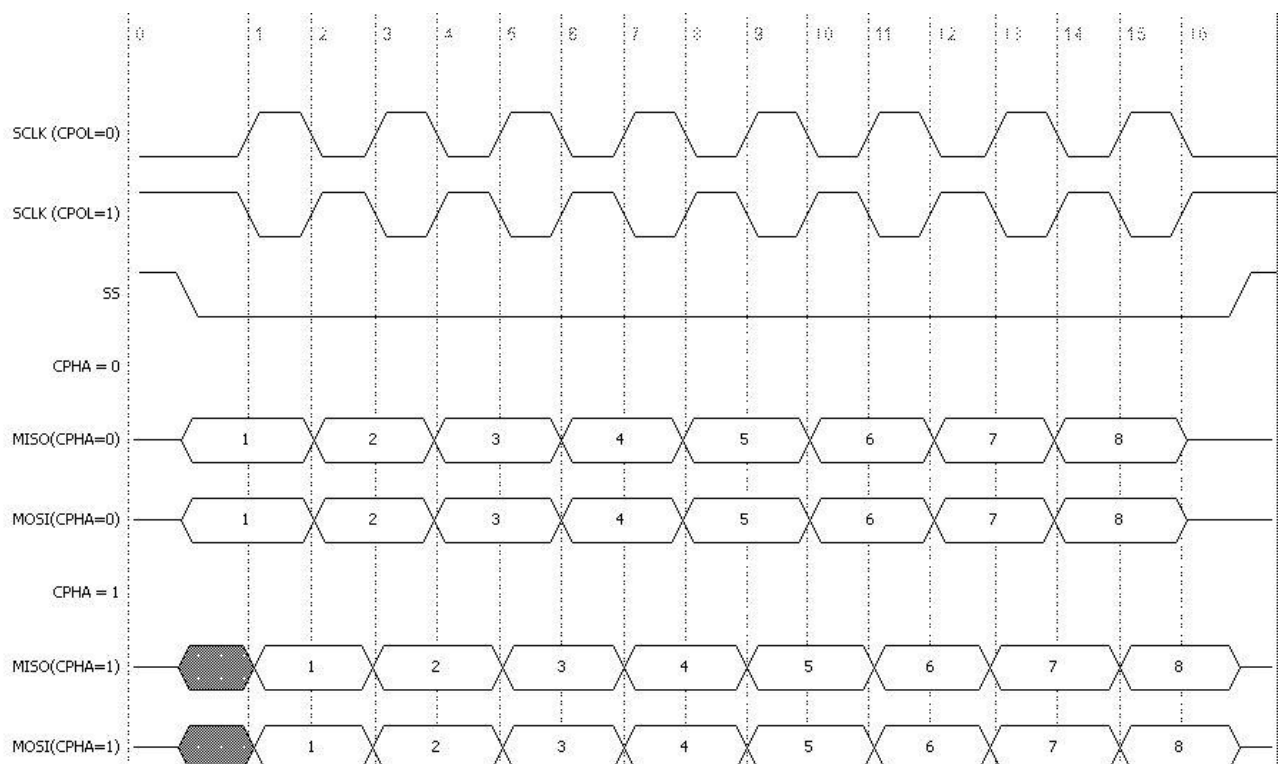 0 1 2 3 4 5 6 7 8 9 10 11 12 13 14 15 16
SCLK (CPOL=0)
SCLK (CPOL=1)
SS
CPHA = 0
MISO(CPHA=0) 1 2 3 4 5 6 7 8
MOSI(CPHA=0) 1 2 3 4 5 6 7 8
CPHA = 1
MISO(CPHA=1) 1 2 3 4 5 6 7 8
MOSI(CPHA=1) 1 2 3 4 5 6 7 8